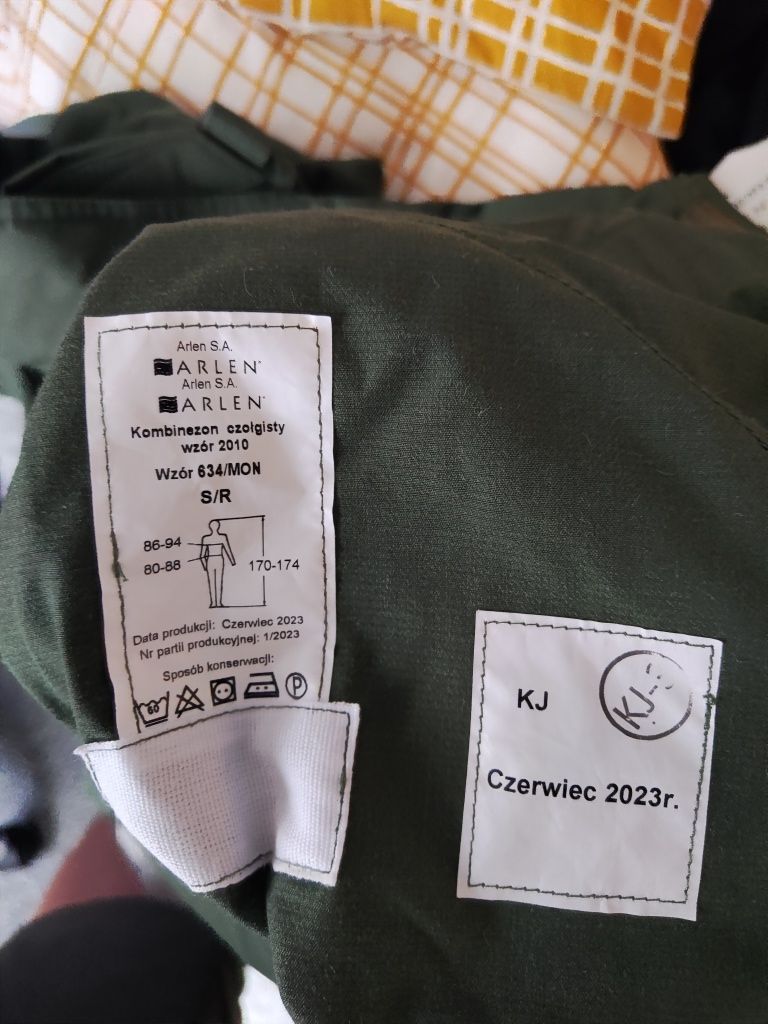 Arlen S.A.
ARLEN
Arlen S.A.
ARLEN
Kombinezon czołgisty
wzór 2010
Wzór 634/MON
S/R
86-94
80-88
170-174
Data produkcji: Czerwiec 2023
Nr partii produkcyjnej: 1/2023
Sposób konserwacji:
P
KJ
KJ-
Czerwiec 2023r.